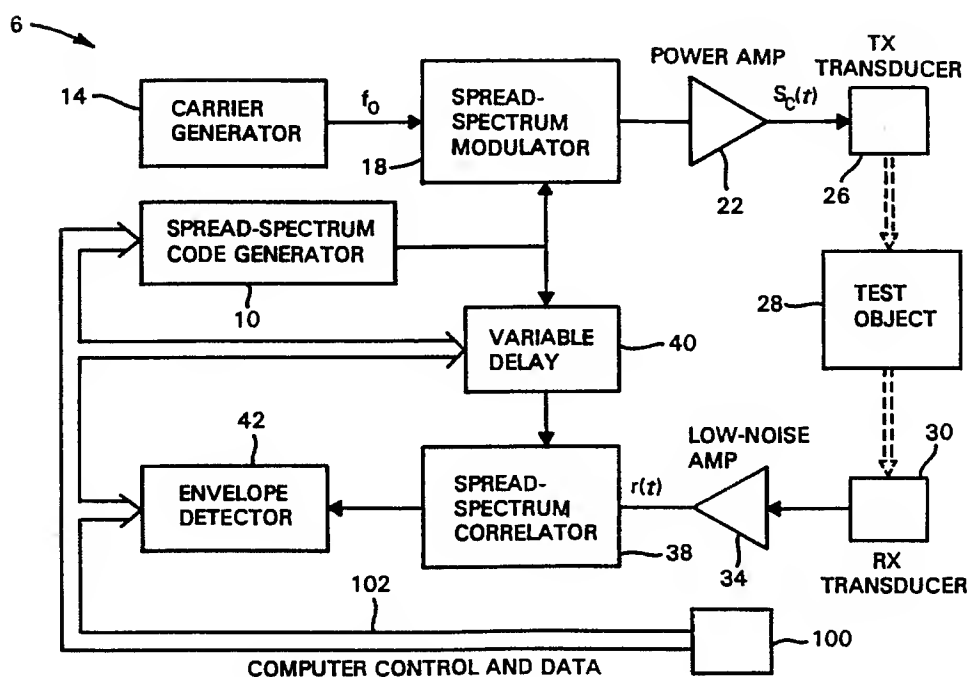 6
14
CARRIER
GENERATOR
f₀
SPREAD-
SPECTRUM
MODULATOR
18
POWER AMP
22
S_C(t)
TX
TRANSDUCER
26
SPREAD-SPECTRUM
CODE GENERATOR
10
28
TEST
OBJECT
VARIABLE
DELAY
40
42
ENVELOPE
DETECTOR
SPREAD-
SPECTRUM
CORRELATOR
38
r(t)
LOW-NOISE
AMP
34
30
RX
TRANSDUCER
102
100
COMPUTER CONTROL AND DATA